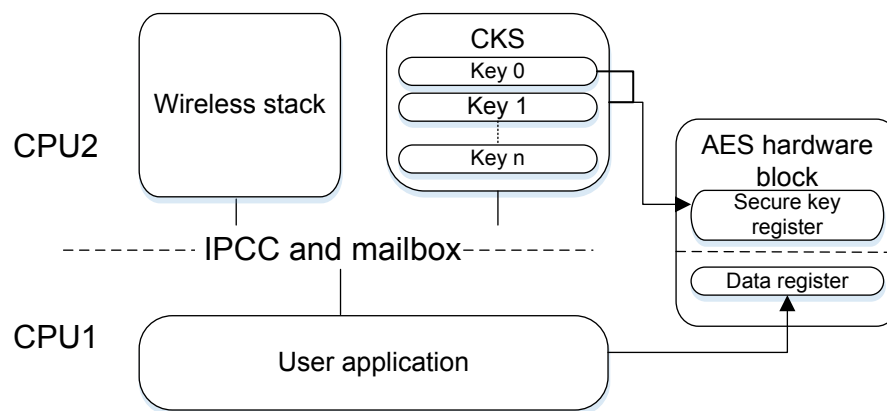 CKS
Key 0
Wireless stack
Key 1
CPU2
Key n
AES hardware
block
Secure key
register
IPCC and mailbox
Data register
CPU1
User application